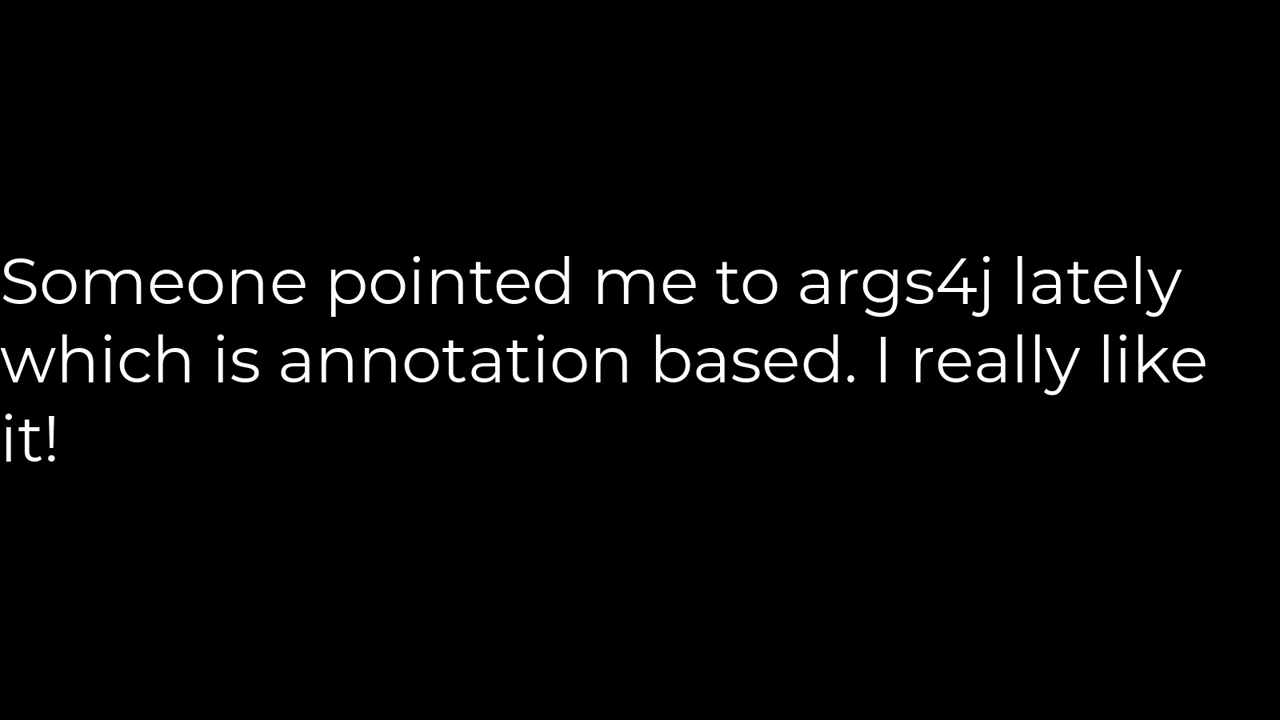 Someone pointed me to args4j lately
which is annotation based. I really like
it!